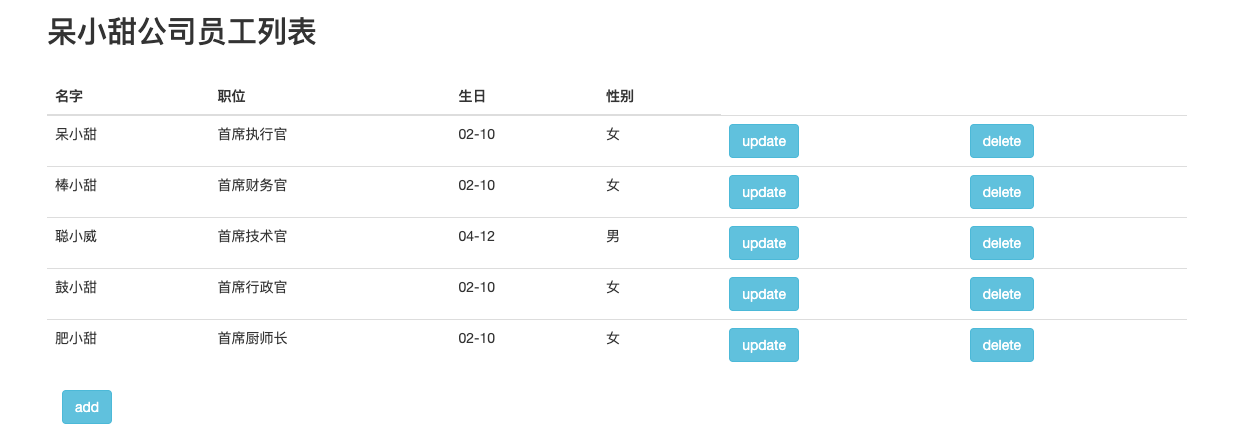 呆小甜公司员工列表
名字 职位 生日 性别
呆小甜 首席执行官 02-10 女 update delete
棒小甜 首席财务官 02-10 女 update delete
聪小威 首席技术官 04-12 男 update delete
鼓小甜 首席行政官 02-10 女 update delete
肥小甜 首席厨师长 02-10 女 update delete
add